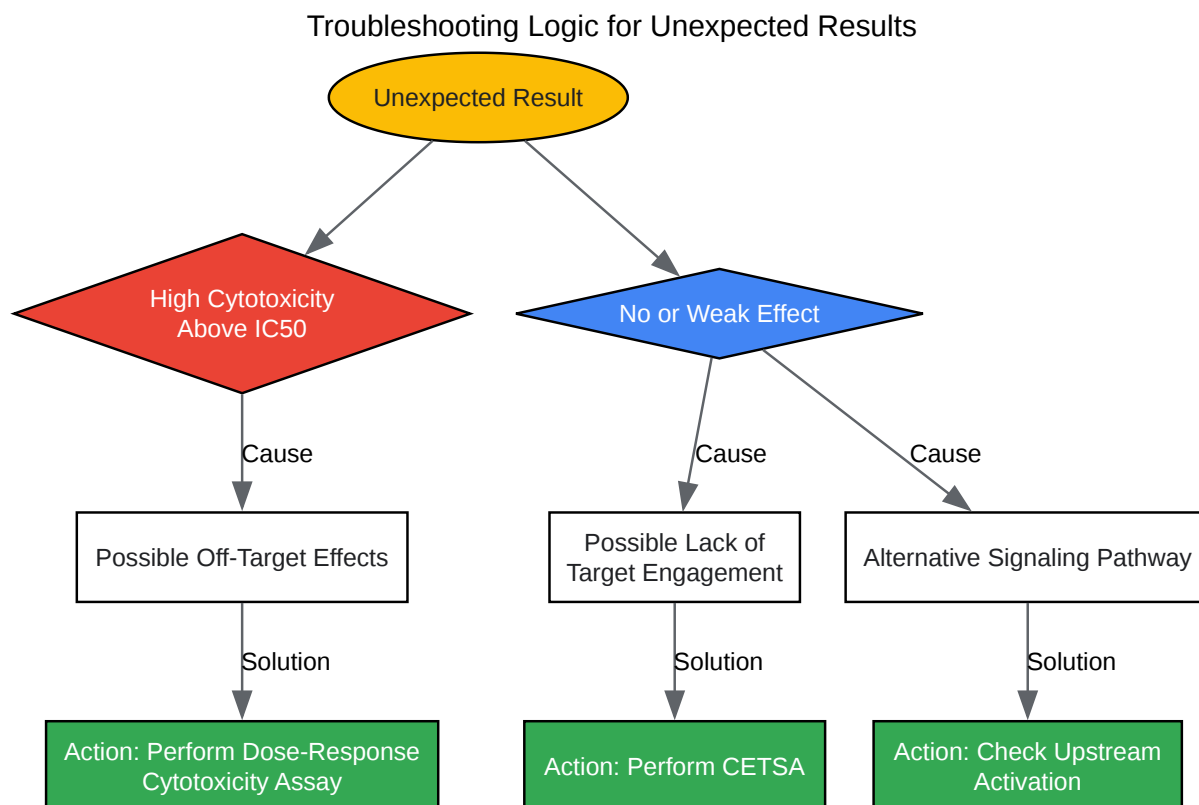 Troubleshooting Logic for Unexpected Results
Unexpected Result
High Cytotoxicity
Above IC50
No or Weak Effect
Cause
Cause
Cause
Possible Off-Target Effects
Possible Lack of
Target Engagement
Alternative Signaling Pathway
Solution
Solution
Solution
Action: Perform Dose-Response
Cytotoxicity Assay
Action: Perform CETSA
Action: Check Upstream
Activation